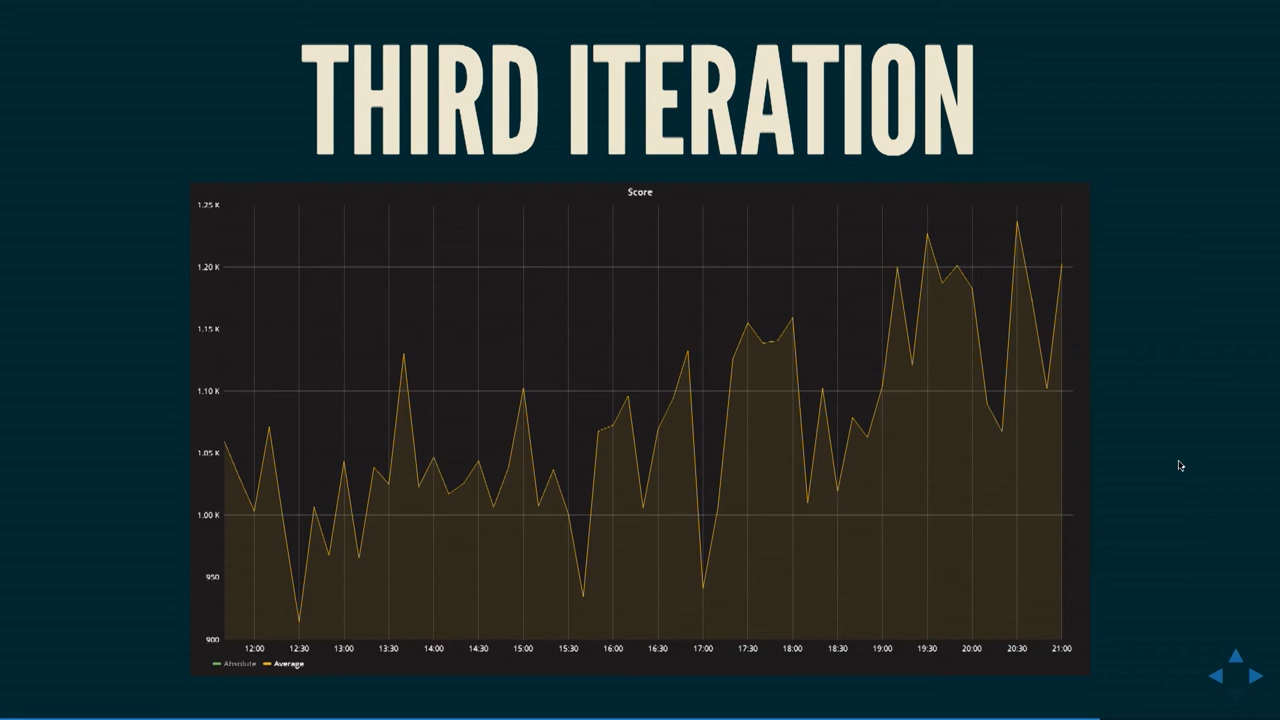 THIRD ITERATION
Score
1.25 K
1.20 K
1.15 K
1.10 K
1.05 K
1.00 K
950
900
12:00 12:30 13:00 13:30 14:00 14:30 15:00 15:30 16:00 16:30 17:00 17:30 18:00 18:30 19:00 19:30 20:00 20:30 21:00
Absolute Average